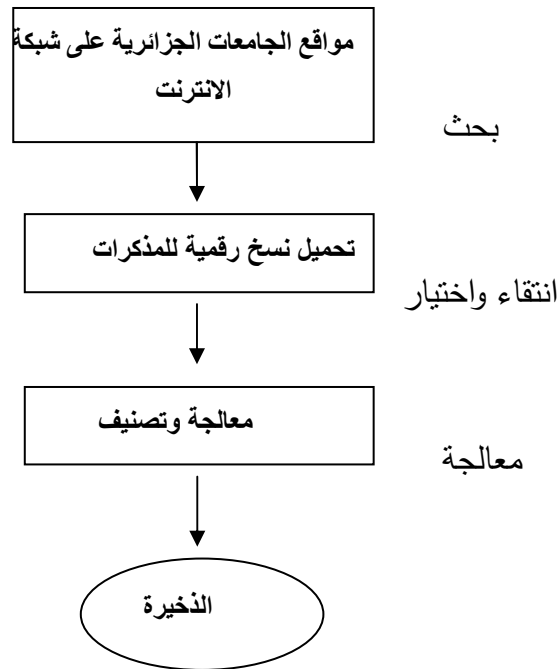 مواقع الجامعات الجزائرية على شبكة
الانترنت
بحث
تحميل نسخ رقمية للمذكرات
انتقاء واختيار
معالجة وتصنيف
معالجة
الذخيرة